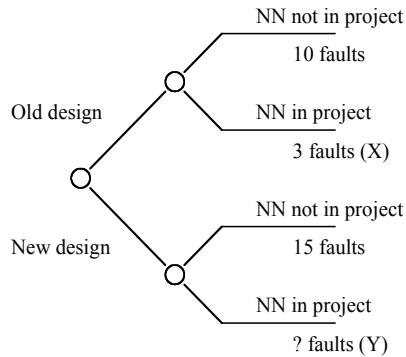 NN not in project
10 faults
Old design
NN in project
3 faults (X)
NN not in project
New design
15 faults
NN in project
? faults (Y)